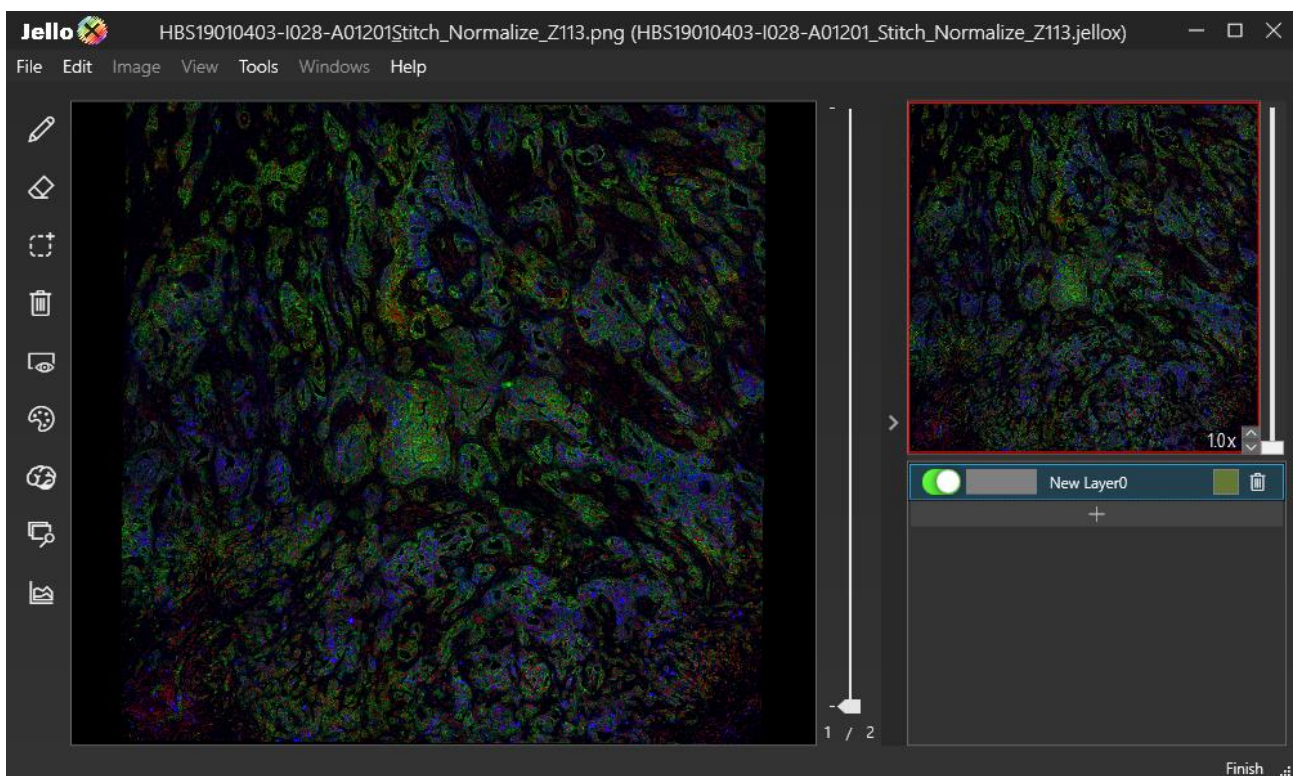 Jello HBS19010403-I028-A01201_Stitch_Normalize_Z113.png (HBS19010403-I028-A01201_Stitch_Normalize_Z113.jellox)
File Edit Image View Tools Windows Help
1.0x
New Layer0
+
1 / 2
Finish